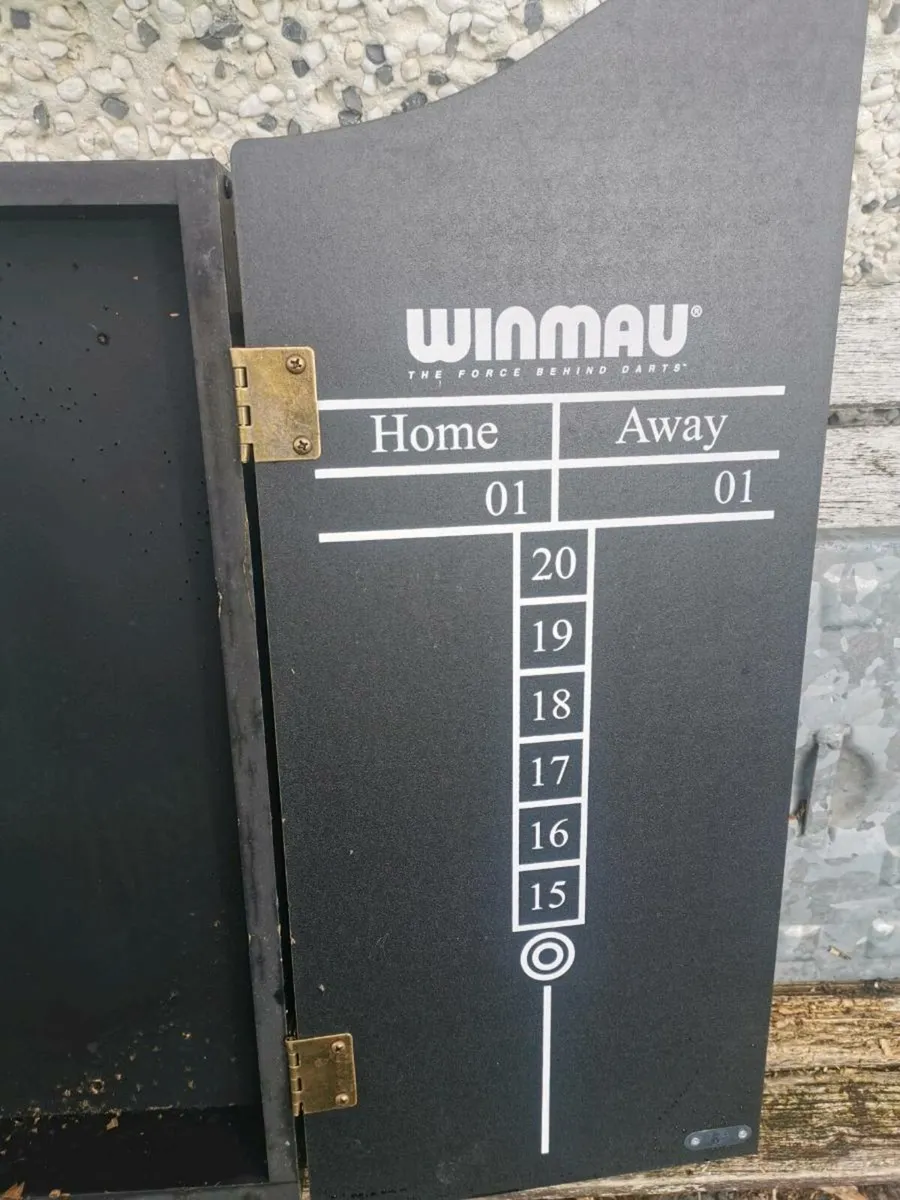 WINMAU®
THE FORCE BEHIND DARTS™
Home Away
01 01
20
19
18
17
16
15